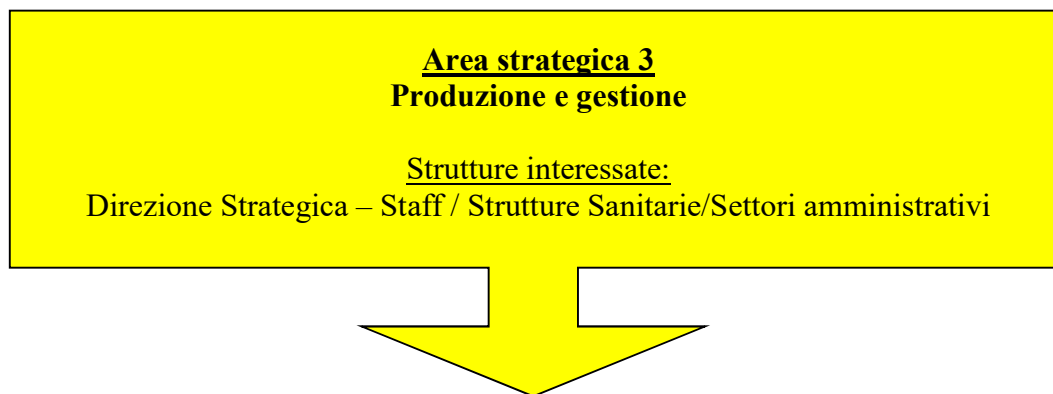 Area strategica 3
Produzione e gestione
Strutture interessate:
Direzione Strategica – Staff / Strutture Sanitarie/Settori amministrativi